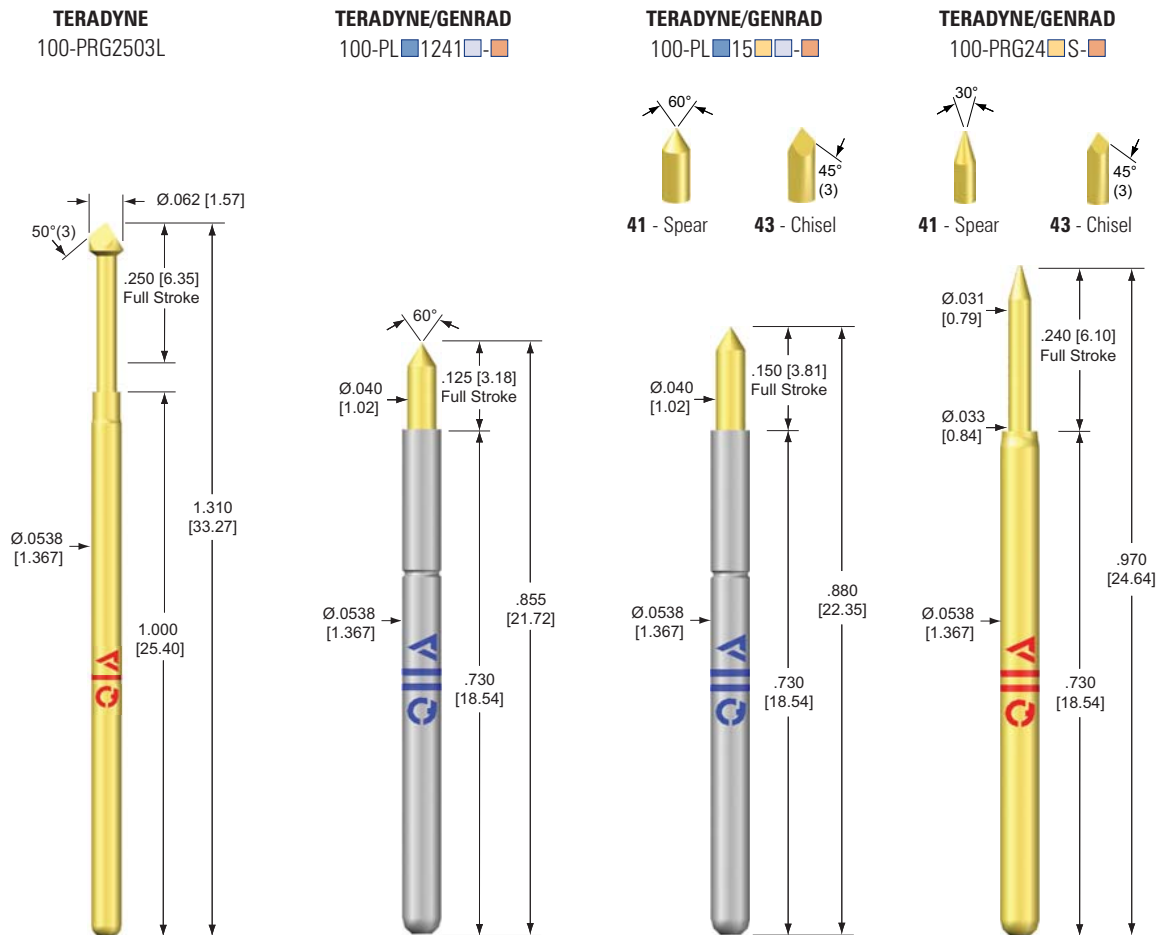 TERADYNE
100-PRG2503L
Ø.062 [1.57]
50°(3)
.250 [6.35]
Full Stroke
1.310
[33.27]
Ø.0538
[1.367]
1.000
[25.40]
TERADYNE/GENRAD
100-PL 1241 -
60°
Ø.040
[1.02]
.125 [3.18]
Full Stroke
.855
[21.72]
Ø.0538
[1.367]
.730
[18.54]
TERADYNE/GENRAD
100-PL 15 -
60°
45°
(3)
41 - Spear
43 - Chisel
Ø.040
[1.02]
.150 [3.81]
Full Stroke
.880
[22.35]
Ø.0538
[1.367]
.730
[18.54]
TERADYNE/GENRAD
100-PRG24 S-
30°
45°
(3)
41 - Spear
43 - Chisel
Ø.031
[0.79]
.240 [6.10]
Full Stroke
Ø.033
[0.84]
.970
[24.64]
Ø.0538
[1.367]
.730
[18.54]